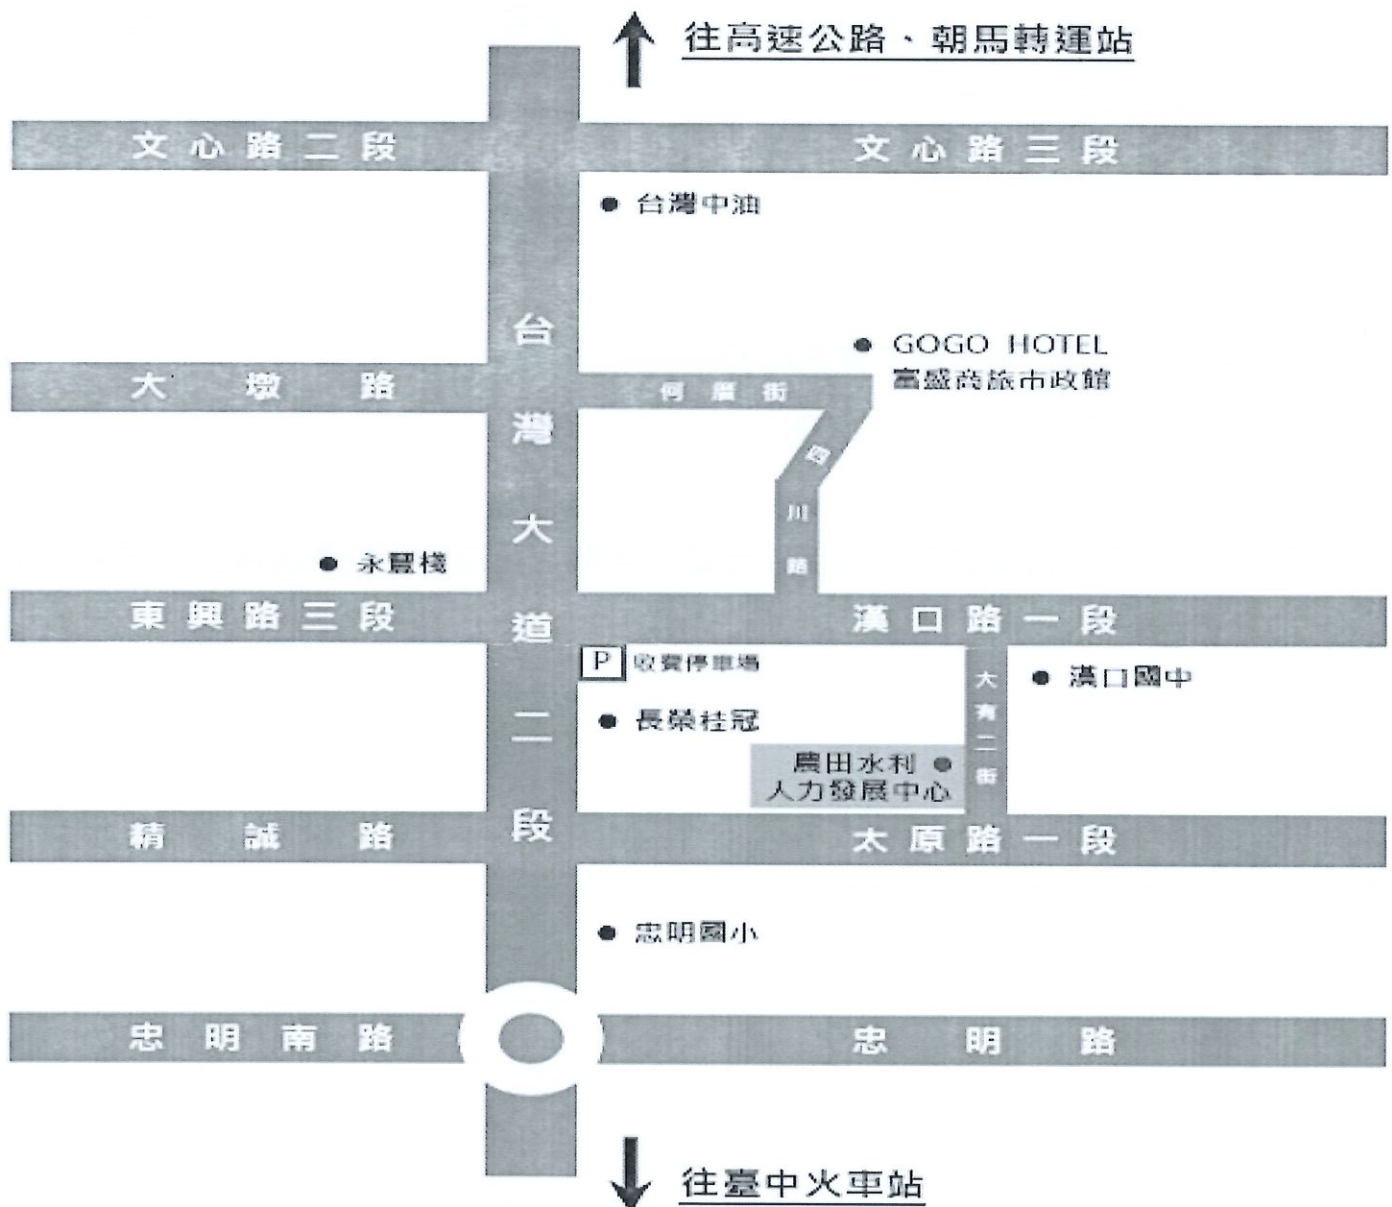 往高速公路、朝馬轉運站
文心路二段
文心路三段
台灣中油
GOGO HOTEL
富盛商旅市政館
大墩路
何厝街
四川路
台灣大道二段
永豐棧
東興路三段
漢口路一段
P 收費停車場
大有二街
漢口國中
長榮桂冠
農田水利
人力發展中心
精誠路
太原路一段
忠明國小
忠明南路
忠明路
往臺中火車站